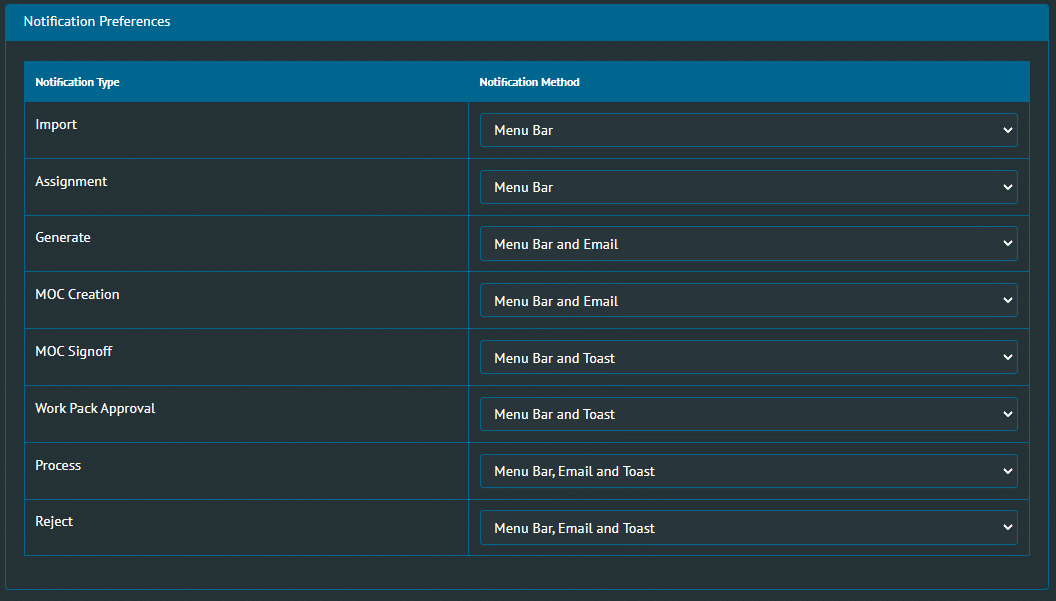 Notification Preferences
Notification Type Notification Method
Import Menu Bar
Assignment Menu Bar
Generate Menu Bar and Email
MOC Creation Menu Bar and Email
MOC Signoff Menu Bar and Toast
Work Pack Approval Menu Bar and Toast
Process Menu Bar, Email and Toast
Reject Menu Bar, Email and Toast